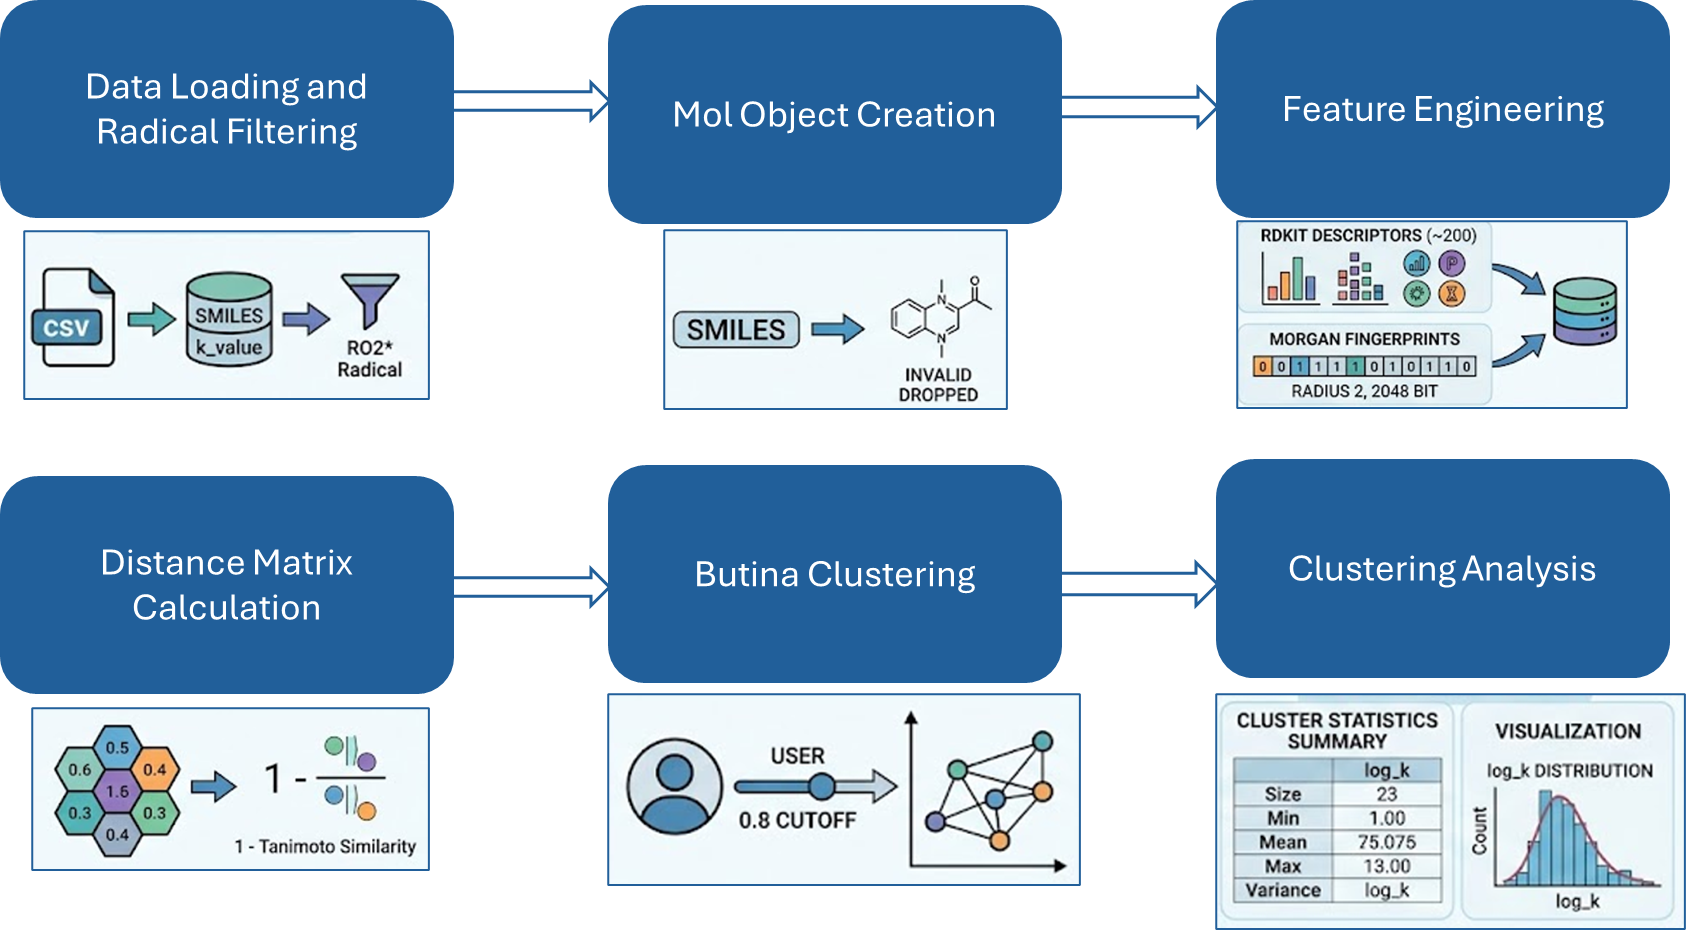 Data Loading and
Radical Filtering
Mol Object Creation
Feature Engineering
CSV
SMILES
k_value
RO2*
Radical
SMILES
N
N
O
INVALID
DROPPED
RDKIT DESCRIPTORS (~200)
P
MORGAN FINGERPRINTS
0 0 1 1 1 1 0 1 0 1 1 0
RADIUS 2, 2048 BIT
Distance Matrix
Calculation
Butina Clustering
Clustering Analysis
0.5
0.6
0.4
1.5
0.3
0.3
0.4
1 -
1 - Tanimoto Similarity
USER
0.8 CUTOFF
CLUSTER STATISTICS
SUMMARY
log_k
Size 23
Min 1.00
Mean 75.075
Max 13.00
Variance log_k
VISUALIZATION
log_k DISTRIBUTION
Count
log_k